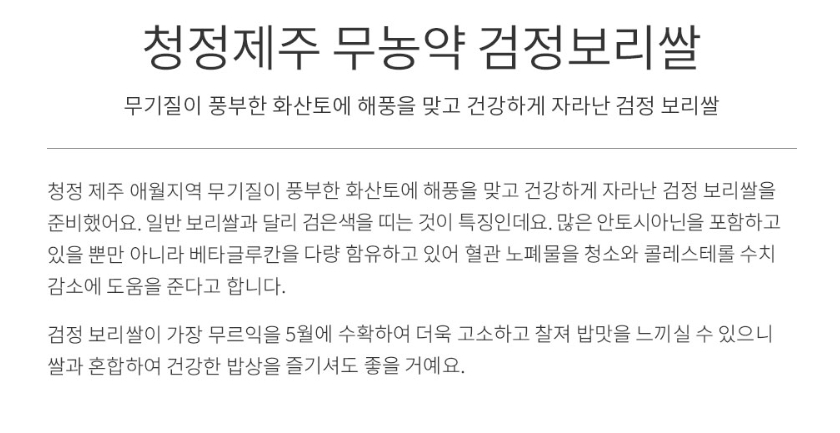 청정제주 무농약 검정보리쌀
무기질이 풍부한 화산토에 해풍을 맞고 건강하게 자라난 검정 보리쌀
청정 제주 애월지역 무기질이 풍부한 화산토에 해풍을 맞고 건강하게 자라난 검정 보리쌀을
준비했어요. 일반 보리쌀과 달리 검은색을 띠는 것이 특징인데요. 많은 안토시아닌을 포함하고
있을 뿐만 아니라 베타글루칸을 다량 함유하고 있어 혈관 노폐물을 청소와 콜레스테롤 수치
감소에 도움을 준다고 합니다.
검정 보리쌀이 가장 무르익을 5월에 수확하여 더욱 고소하고 찰져 밥맛을 느끼실 수 있으니
쌀과 혼합하여 건강한 밥상을 즐기셔도 좋을 거예요.